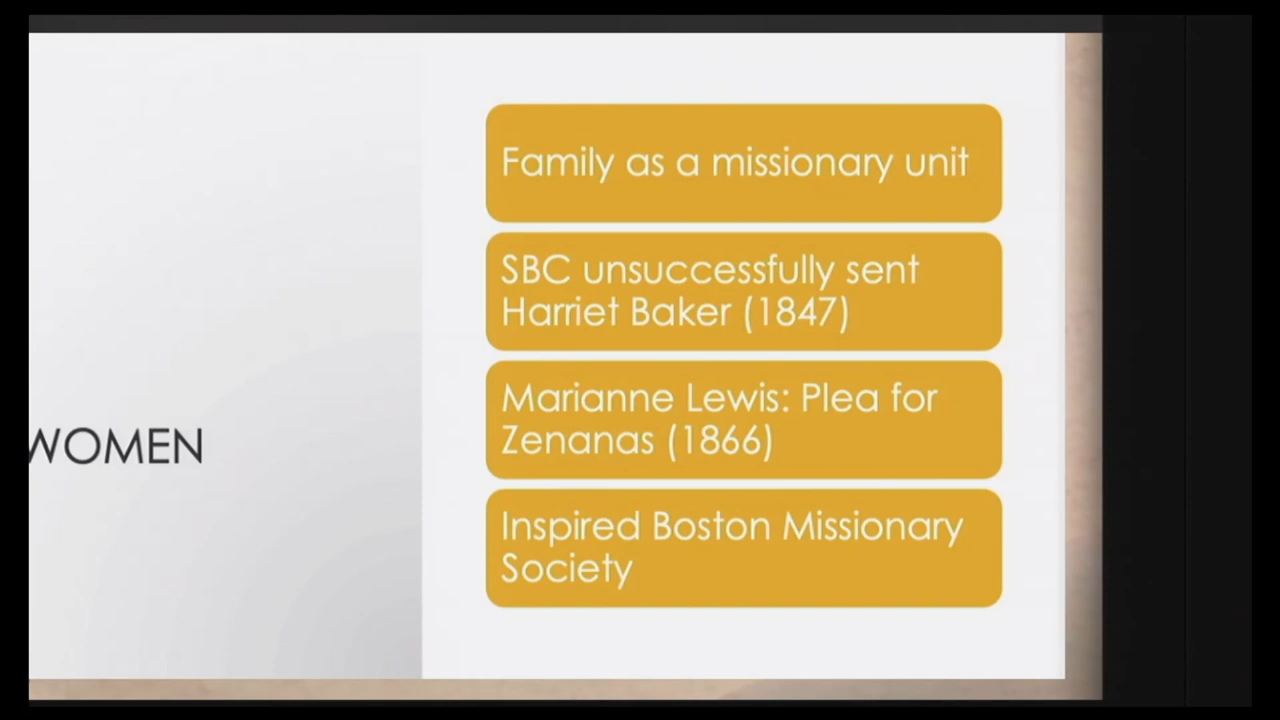 WOMEN
Family as a missionary unit
SBC unsuccessfully sent
Harriet Baker (1847)
Marianne Lewis: Plea for
Zenanas (1866)
Inspired Boston Missionary
Society